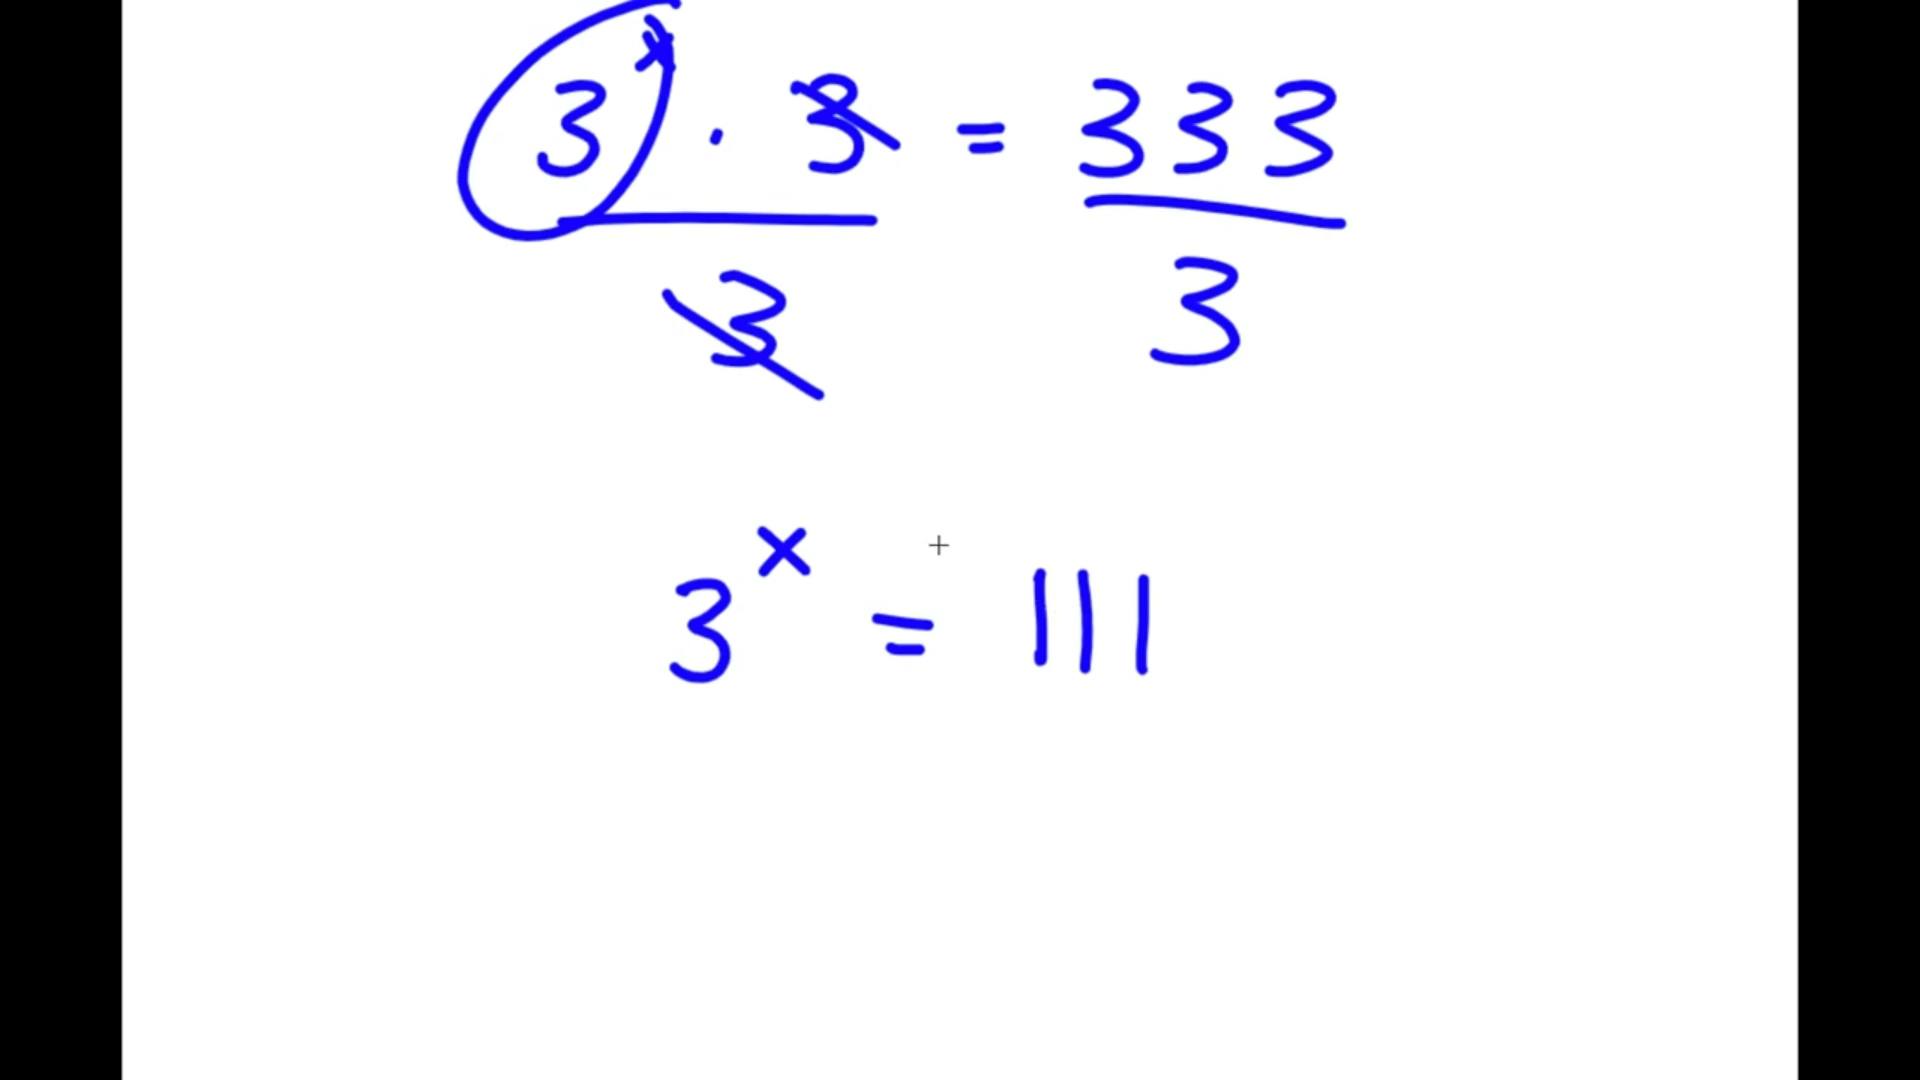 3^x · 3 = 333
3 3
3^x = 111